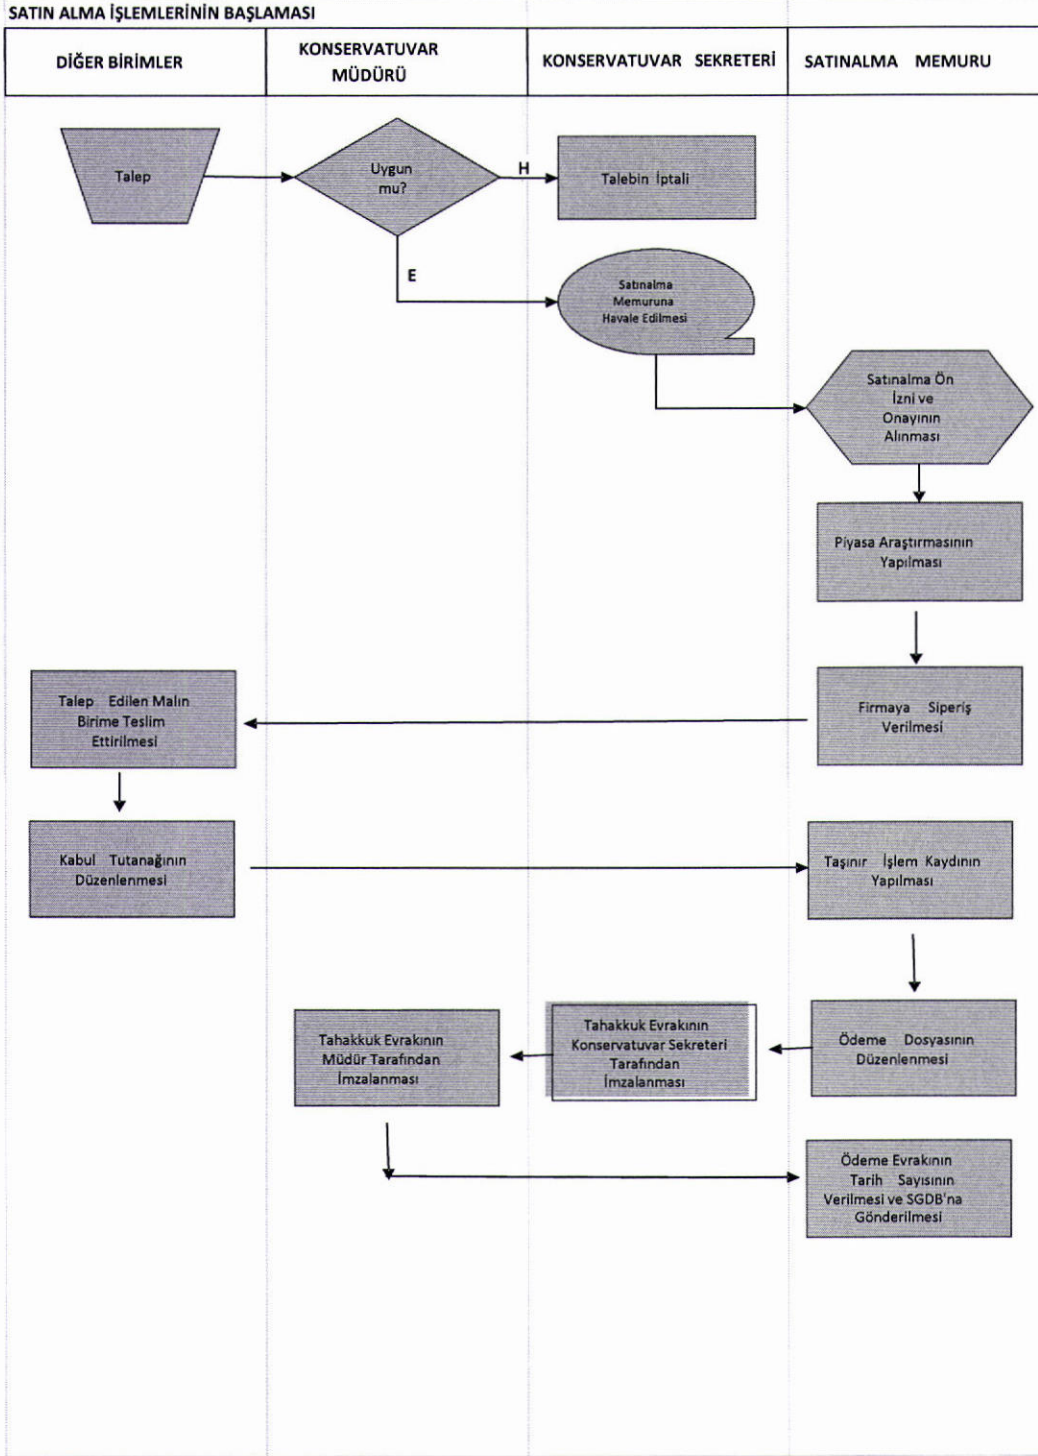 SATIN ALMA İŞLEMLERİNİN BAŞLAMASI
DİĞER BİRİMLER
KONSERVATUVAR
MÜDÜRÜ
KONSERVATUVAR SEKRETERİ
SATINALMA MEMURU
Talep
Uygun
mu?
H
Talebin İptali
E
Satınalma
Memuruna
Havale Edilmesi
Satınalma Ön
İzni ve
Onayının
Alınması
Piyasa Araştırmasının
Yapılması
Firmaya Sipariş
Verilmesi
Talep Edilen Malın
Birime Teslim
Ettirilmesi
Kabul Tutanağının
Düzenlenmesi
Taşınır İşlem Kaydının
Yapılması
Ödeme Dosyasının
Düzenlenmesi
Tahakkuk Evrakının
Konservatuvar Sekreteri
Tarafından
İmzalanması
Tahakkuk Evrakının
Müdür Tarafından
İmzalanması
Ödeme Evrakının
Tarih Sayısının
Verilmesi ve SGDB'na
Gönderilmesi